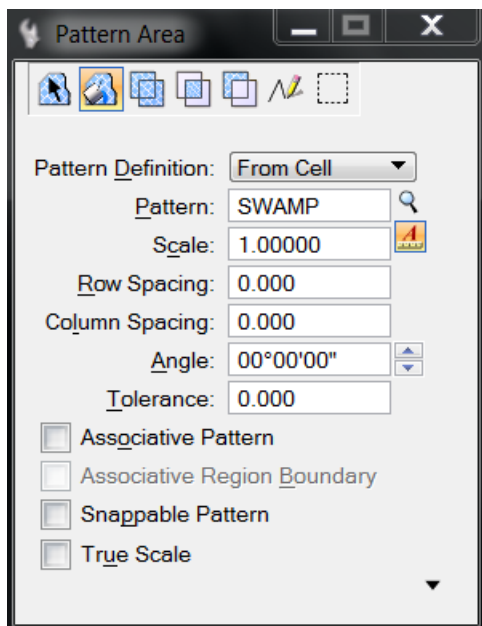 Pattern Area
X
Pattern Definition: From Cell
Pattern: SWAMP
Scale: 1.00000 A
Row Spacing: 0.000
Column Spacing: 0.000
Angle: 00°00'00"
Tolerance: 0.000
Associative Pattern
Associative Region Boundary
Snappable Pattern
True Scale